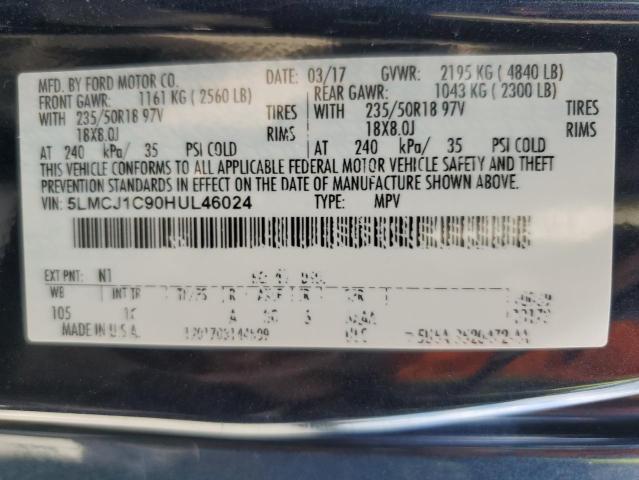 MFD. BY FORD MOTOR CO. DATE: 03/17 GVWR: 2195 KG ( 4840 LB)
FRONT GAWR: 1161 KG ( 2560 LB) REAR GAWR: 1043 KG ( 2300 LB)
WITH 235/50R18 97V TIRES WITH 235/50R18 97V TIRES
18X8.0J RIMS 18X8.0J RIMS
AT 240 kPa/ 35 PSI COLD AT 240 kPa/ 35 PSI COLD
THIS VEHICLE CONFORMS TO ALL APPLICABLE FEDERAL MOTOR VEHICLE SAFETY AND THEFT
PREVENTION STANDARDS IN EFFECT ON THE DATE OF MANUFACTURE SHOWN ABOVE.
VIN: 5LMCJ1C90HUL46024 TYPE: MPV
EXT PNT: N1
WB INT TR
105
MADE IN U.S.A.